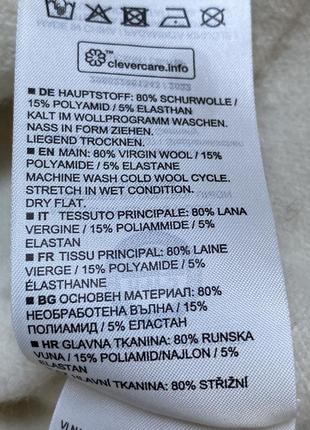 ™
clevercare.info
■ DE HAUPTSTOFF: 80% SCHURWOLLE /
15% POLYAMID / 5% ELASTHAN
KALT IM WOLLPROGRAMM WASCHEN.
NASS IN FORM ZIEHEN.
LIEGEND TROCKNEN.
■ EN MAIN: 80% VIRGIN WOOL / 15%
POLYAMIDE / 5% ELASTANE
MACHINE WASH COLD WOOL CYCLE.
STRETCH IN WET CONDITION.
DRY FLAT.
■ IT TESSUTO PRINCIPALE: 80% LANA
VERGINE / 15% POLIAMMIDE / 5%
ELASTAN
■ FR TISSU PRINCIPAL: 80% LAINE
VIERGE / 15% POLYAMIDE / 5%
ÉLASTHANNE
■ BG ОСНОВЕН МАТЕРИАЛ: 80%
НЕОБРАБОТЕНА ВЪЛНА / 15%
ПОЛИАМИД / 5% ЕЛАСТАН
■ HR GLAVNA TKANINA: 80% RUNSKA
VUNA / 15% POLIAMID/NAJLON / 5%
HLAVNÍ TKANINA: 80% STŘIŽNÍ